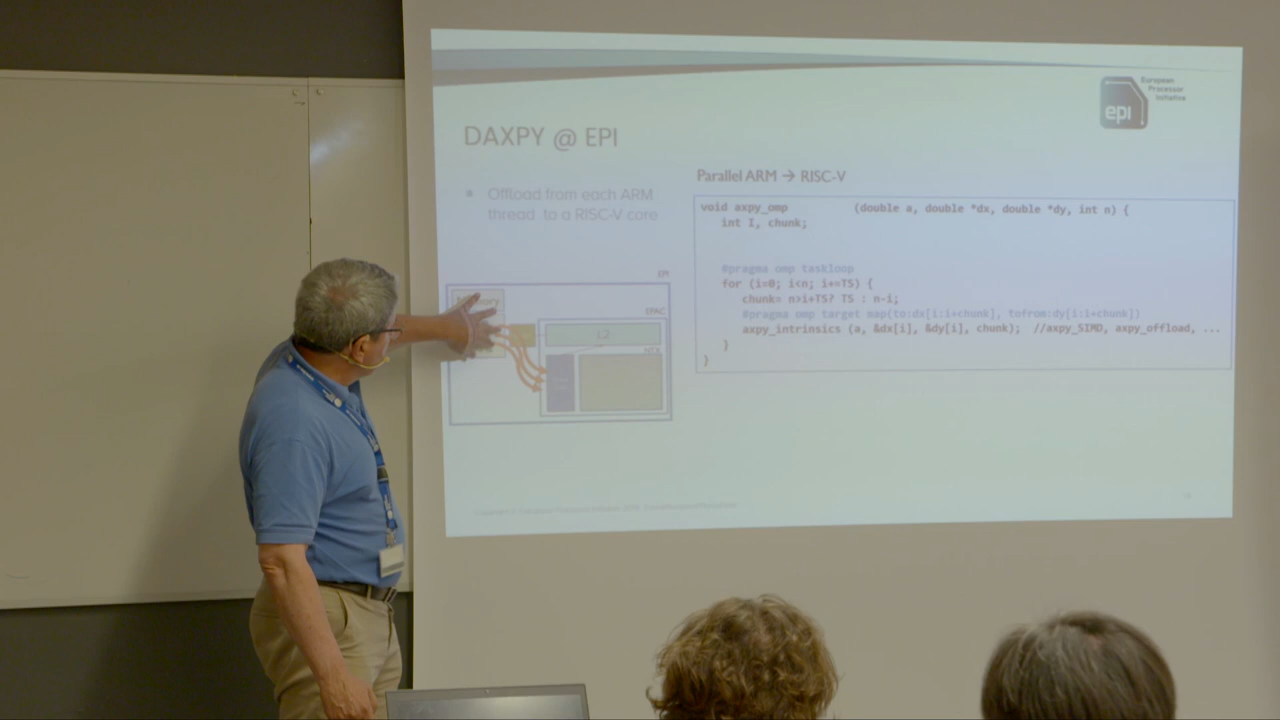 European
Processor
Initiative
epi
DAXPY @ EPI
• Offload from each ARM
thread to a RISC-V core
Parallel ARM → RISC-V
void axpy_omp (double a, double *dx, double *dy, int n) {
int I, chunk;
#pragma omp taskloop
for (i=0; i<n; i+=TS) {
chunk= n>i+TS? TS : n-i;
#pragma omp target map(to:dx[i:i+chunk], tofrom:dy[i:i+chunk])
axpy_intrinsics (a, &dx[i], &dy[i], chunk); //axpy_SIMD, axpy_offload, ...
}
}
EPI
EPAC
L2